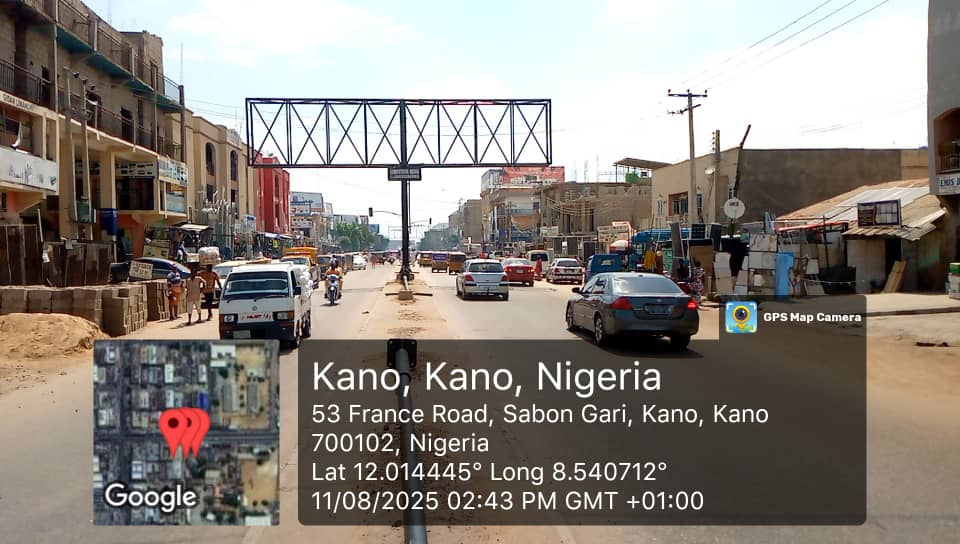 GPS Map Camera
Kano, Kano, Nigeria
53 France Road, Sabon Gari, Kano, Kano
700102, Nigeria
Lat 12.014445° Long 8.540712°
11/08/2025 02:43 PM GMT +01:00
Google